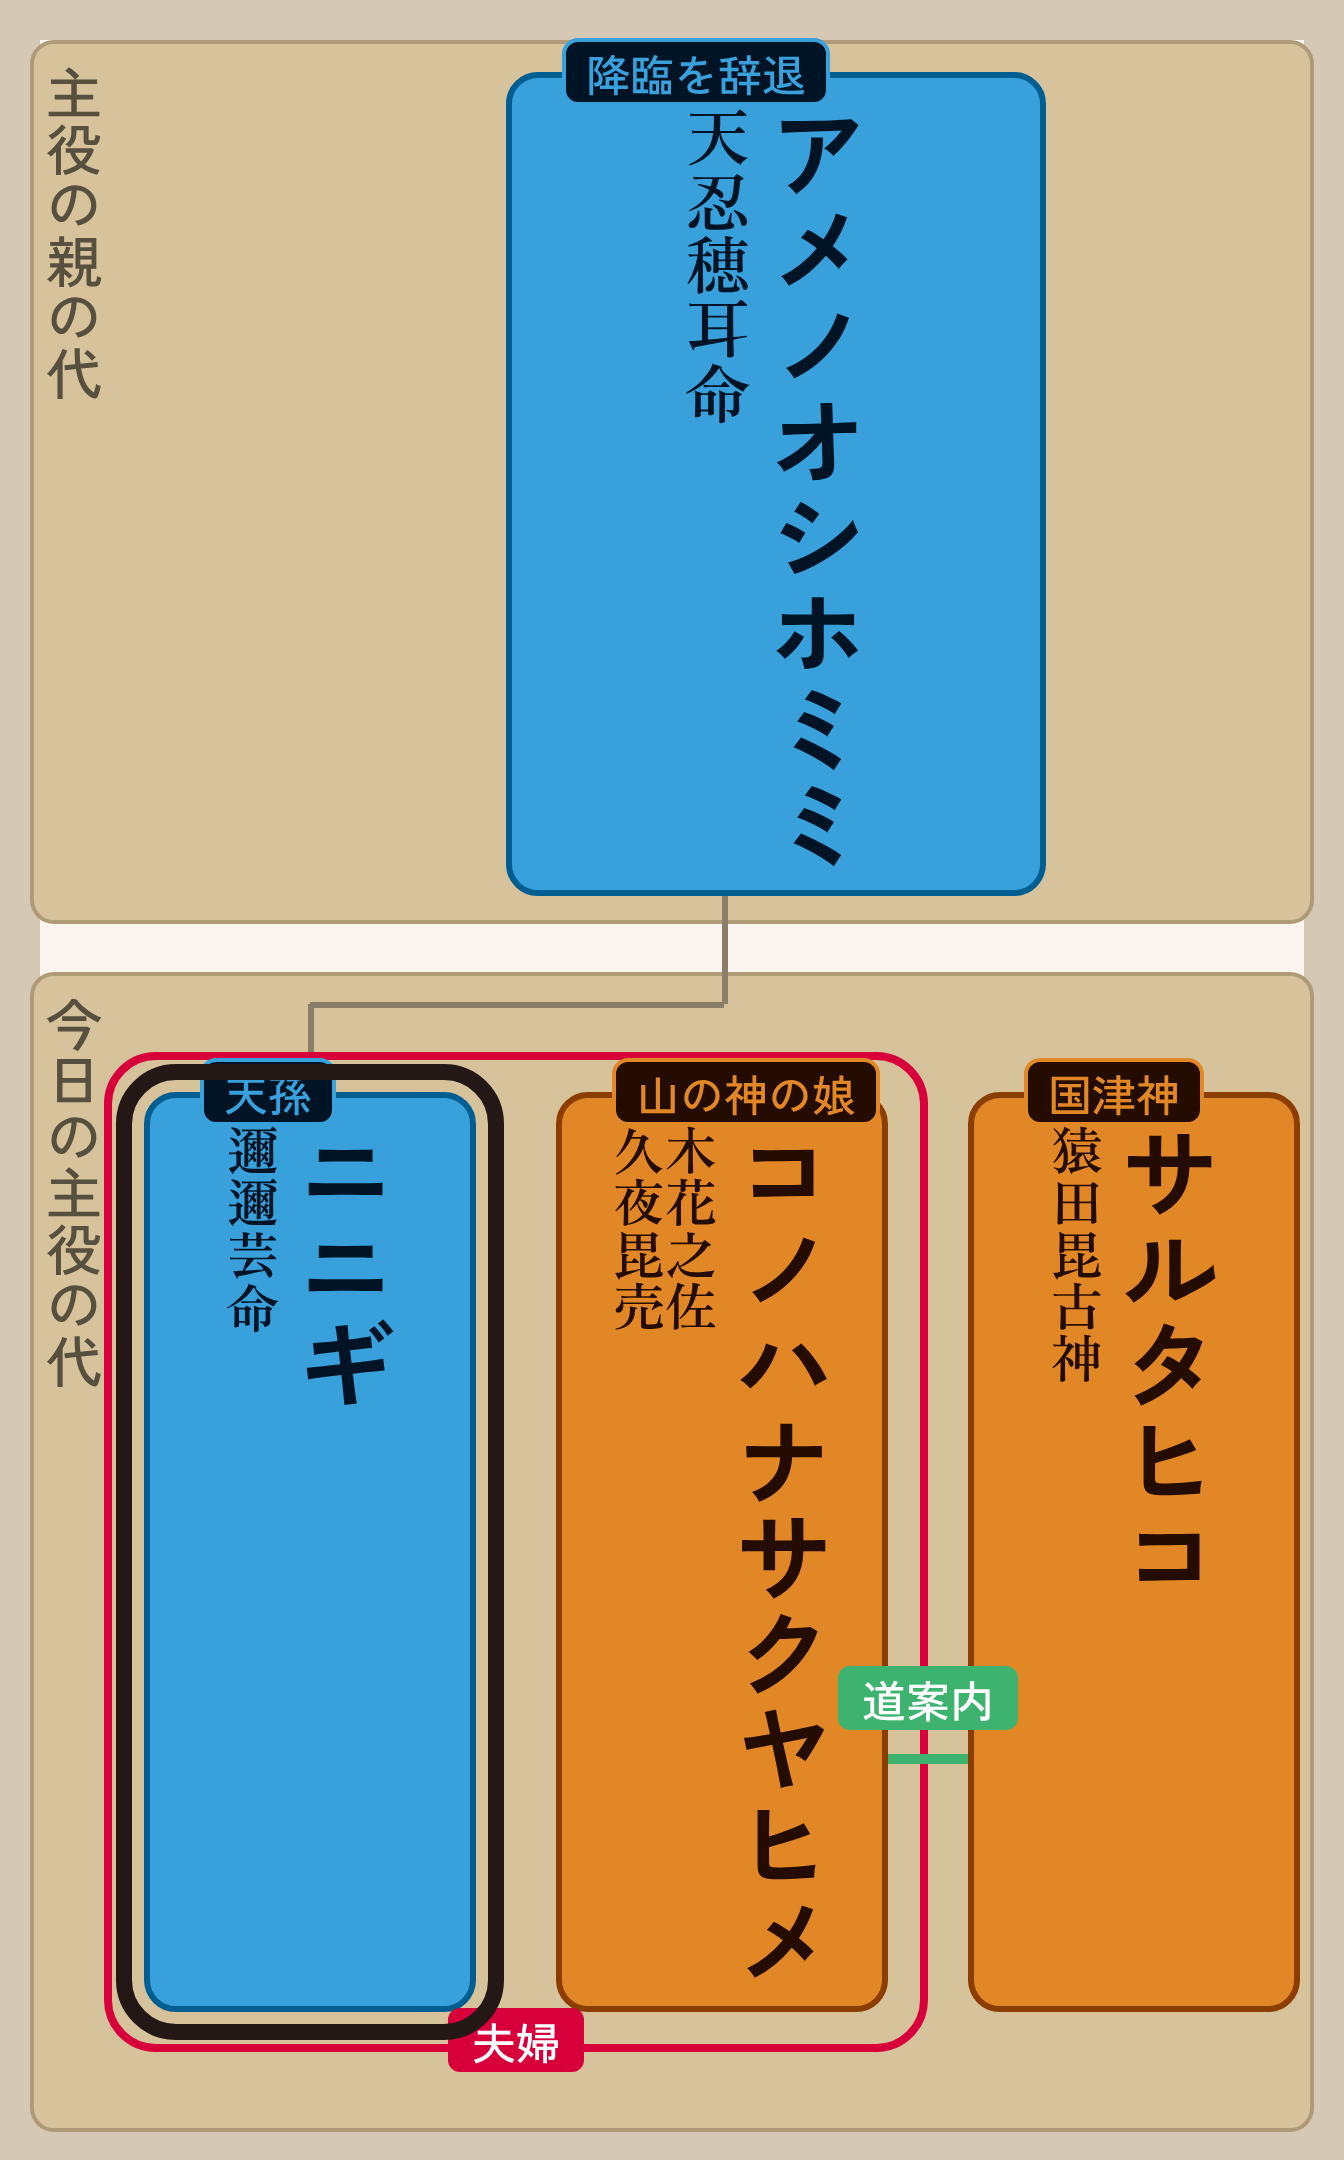 主役の親の代
降臨を辞退
アメノオシホミミ
天忍穂耳命
今日の主役の代
天孫
ニニギ
邇邇芸命
山の神の娘
コノハナサクヤヒメ
木花之佐
久夜毘売
国津神
サルタヒコ
猿田毘古神
道案内
夫婦